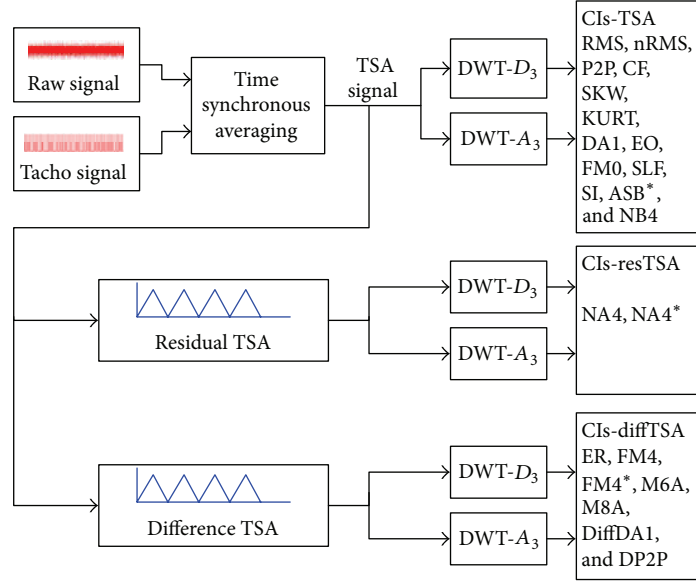 Raw signal
Tacho signal
Time
synchronous
averaging
TSA
signal
DWT-D3
DWT-A3
CIs-TSA
RMS, nRMS,
P2P, CF,
SKW,
KURT,
DA1, EO,
FM0, SLF,
SI, ASB*,
and NB4
Residual TSA
DWT-D3
DWT-A3
CIs-resTSA
NA4, NA4*
Difference TSA
DWT-D3
DWT-A3
CIs-diffTSA
ER, FM4,
FM4*, M6A,
M8A,
DiffDA1,
and DP2P